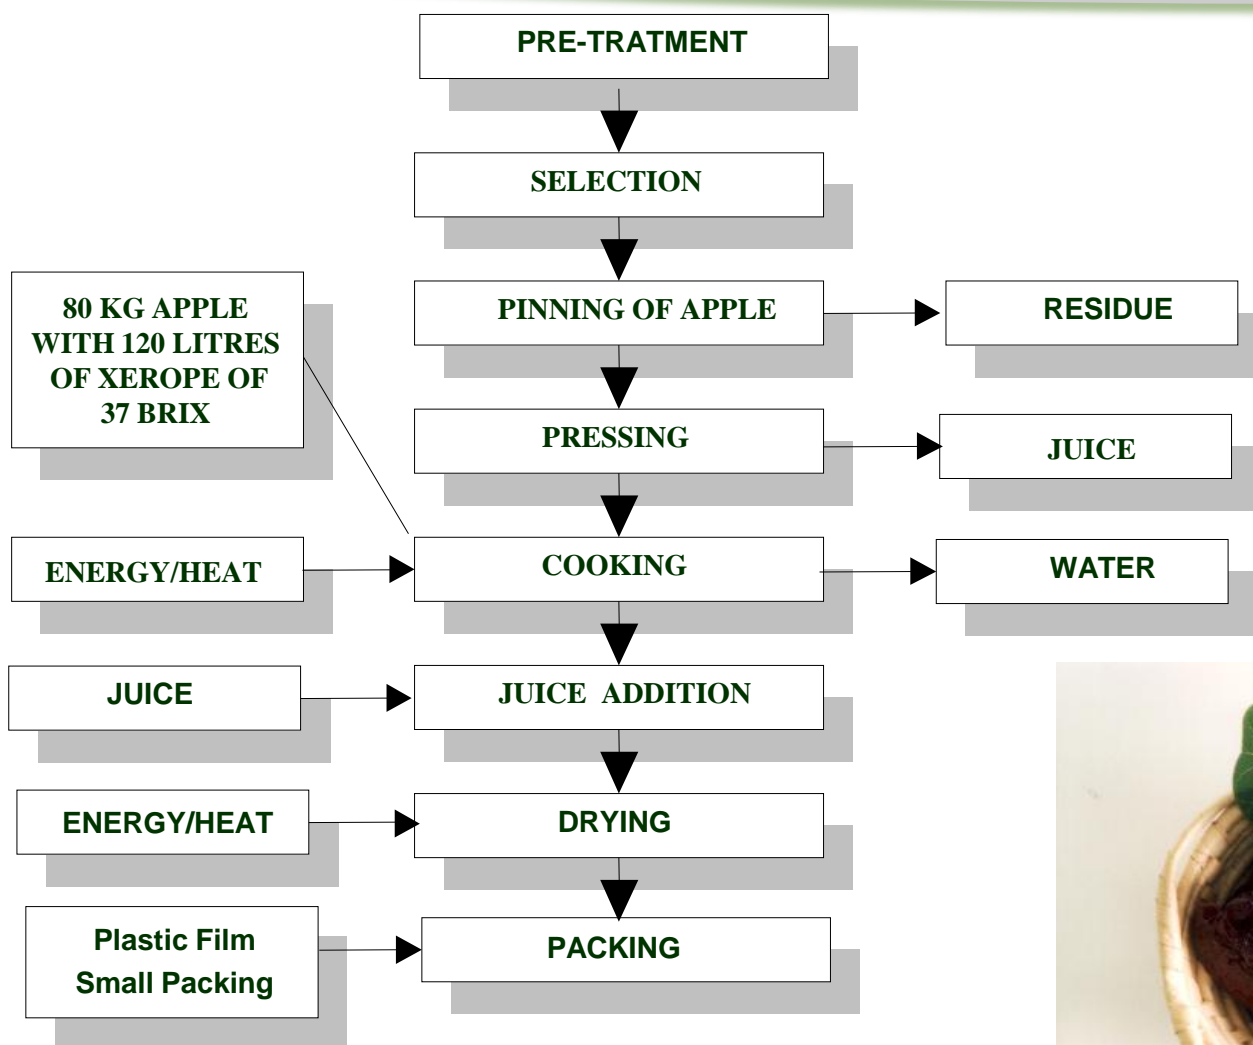 PRE-TRATMENT
SELECTION
80 KG APPLE
WITH 120 LITRES
OF XEROPE OF
37 BRIX
PINNING OF APPLE
RESIDUE
PRESSING
JUICE
ENERGY/HEAT
COOKING
WATER
JUICE
JUICE ADDITION
ENERGY/HEAT
DRYING
Plastic Film
Small Packing
PACKING